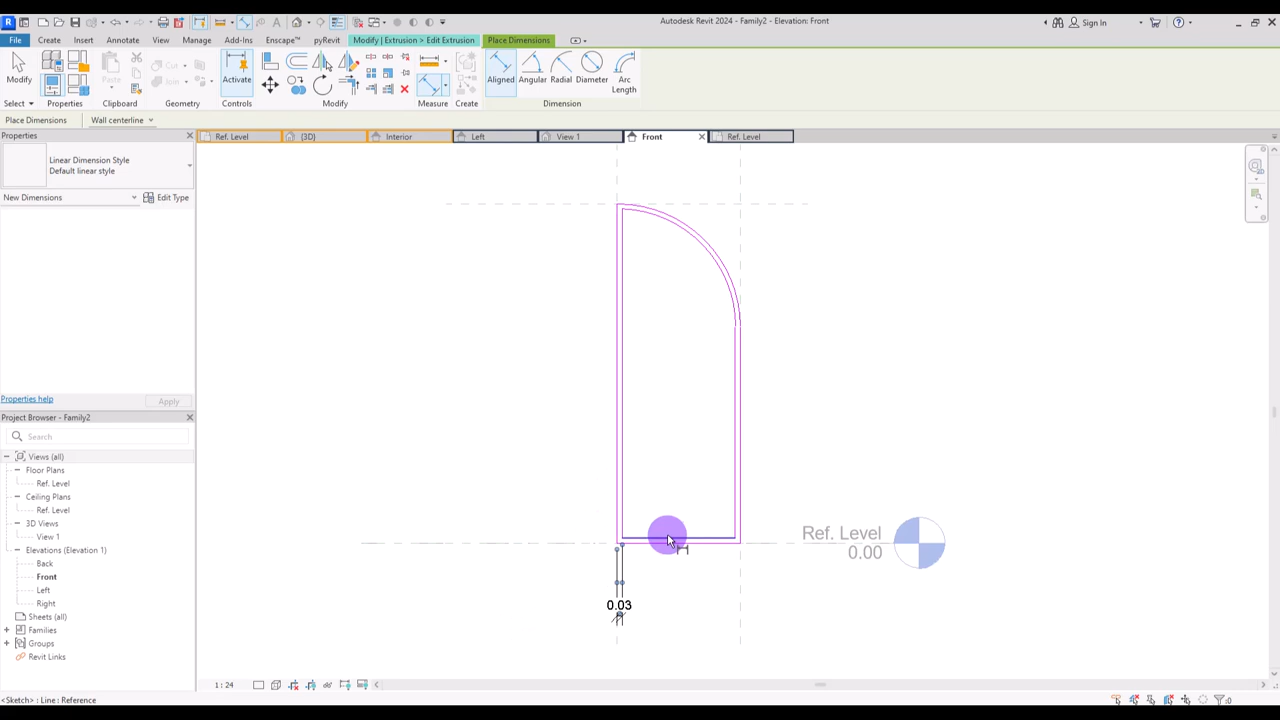 Autodesk Revit 2024 - Family2 - Elevation: Front
Sign In
File
Create
Insert
Annotate
View
Manage
Add-Ins
Enscape™
pyRevit
Modify | Extrusion > Edit Extrusion
Place Dimensions
Modify
Paste
Cut
Join
Activate
Aligned
Angular
Radial
Diameter
Arc
Length
Select
Properties
Clipboard
Geometry
Controls
Modify
Measure
Create
Dimension
Place Dimensions
Wall centerline
Properties
Ref. Level
{3D}
Interior
Left
View 1
Front
Ref. Level
Linear Dimension Style
Default linear style
New Dimensions
Edit Type
Properties help
Apply
Project Browser - Family2
Search
Views (all)
Floor Plans
Ref. Level
Ceiling Plans
Ref. Level
3D Views
View 1
Elevations (Elevation 1)
Back
Front
Left
Right
Sheets (all)
Families
Groups
Revit Links
Ref. Level
0.00
0.03
1 : 24
<Sketch> : Line : Reference
:0